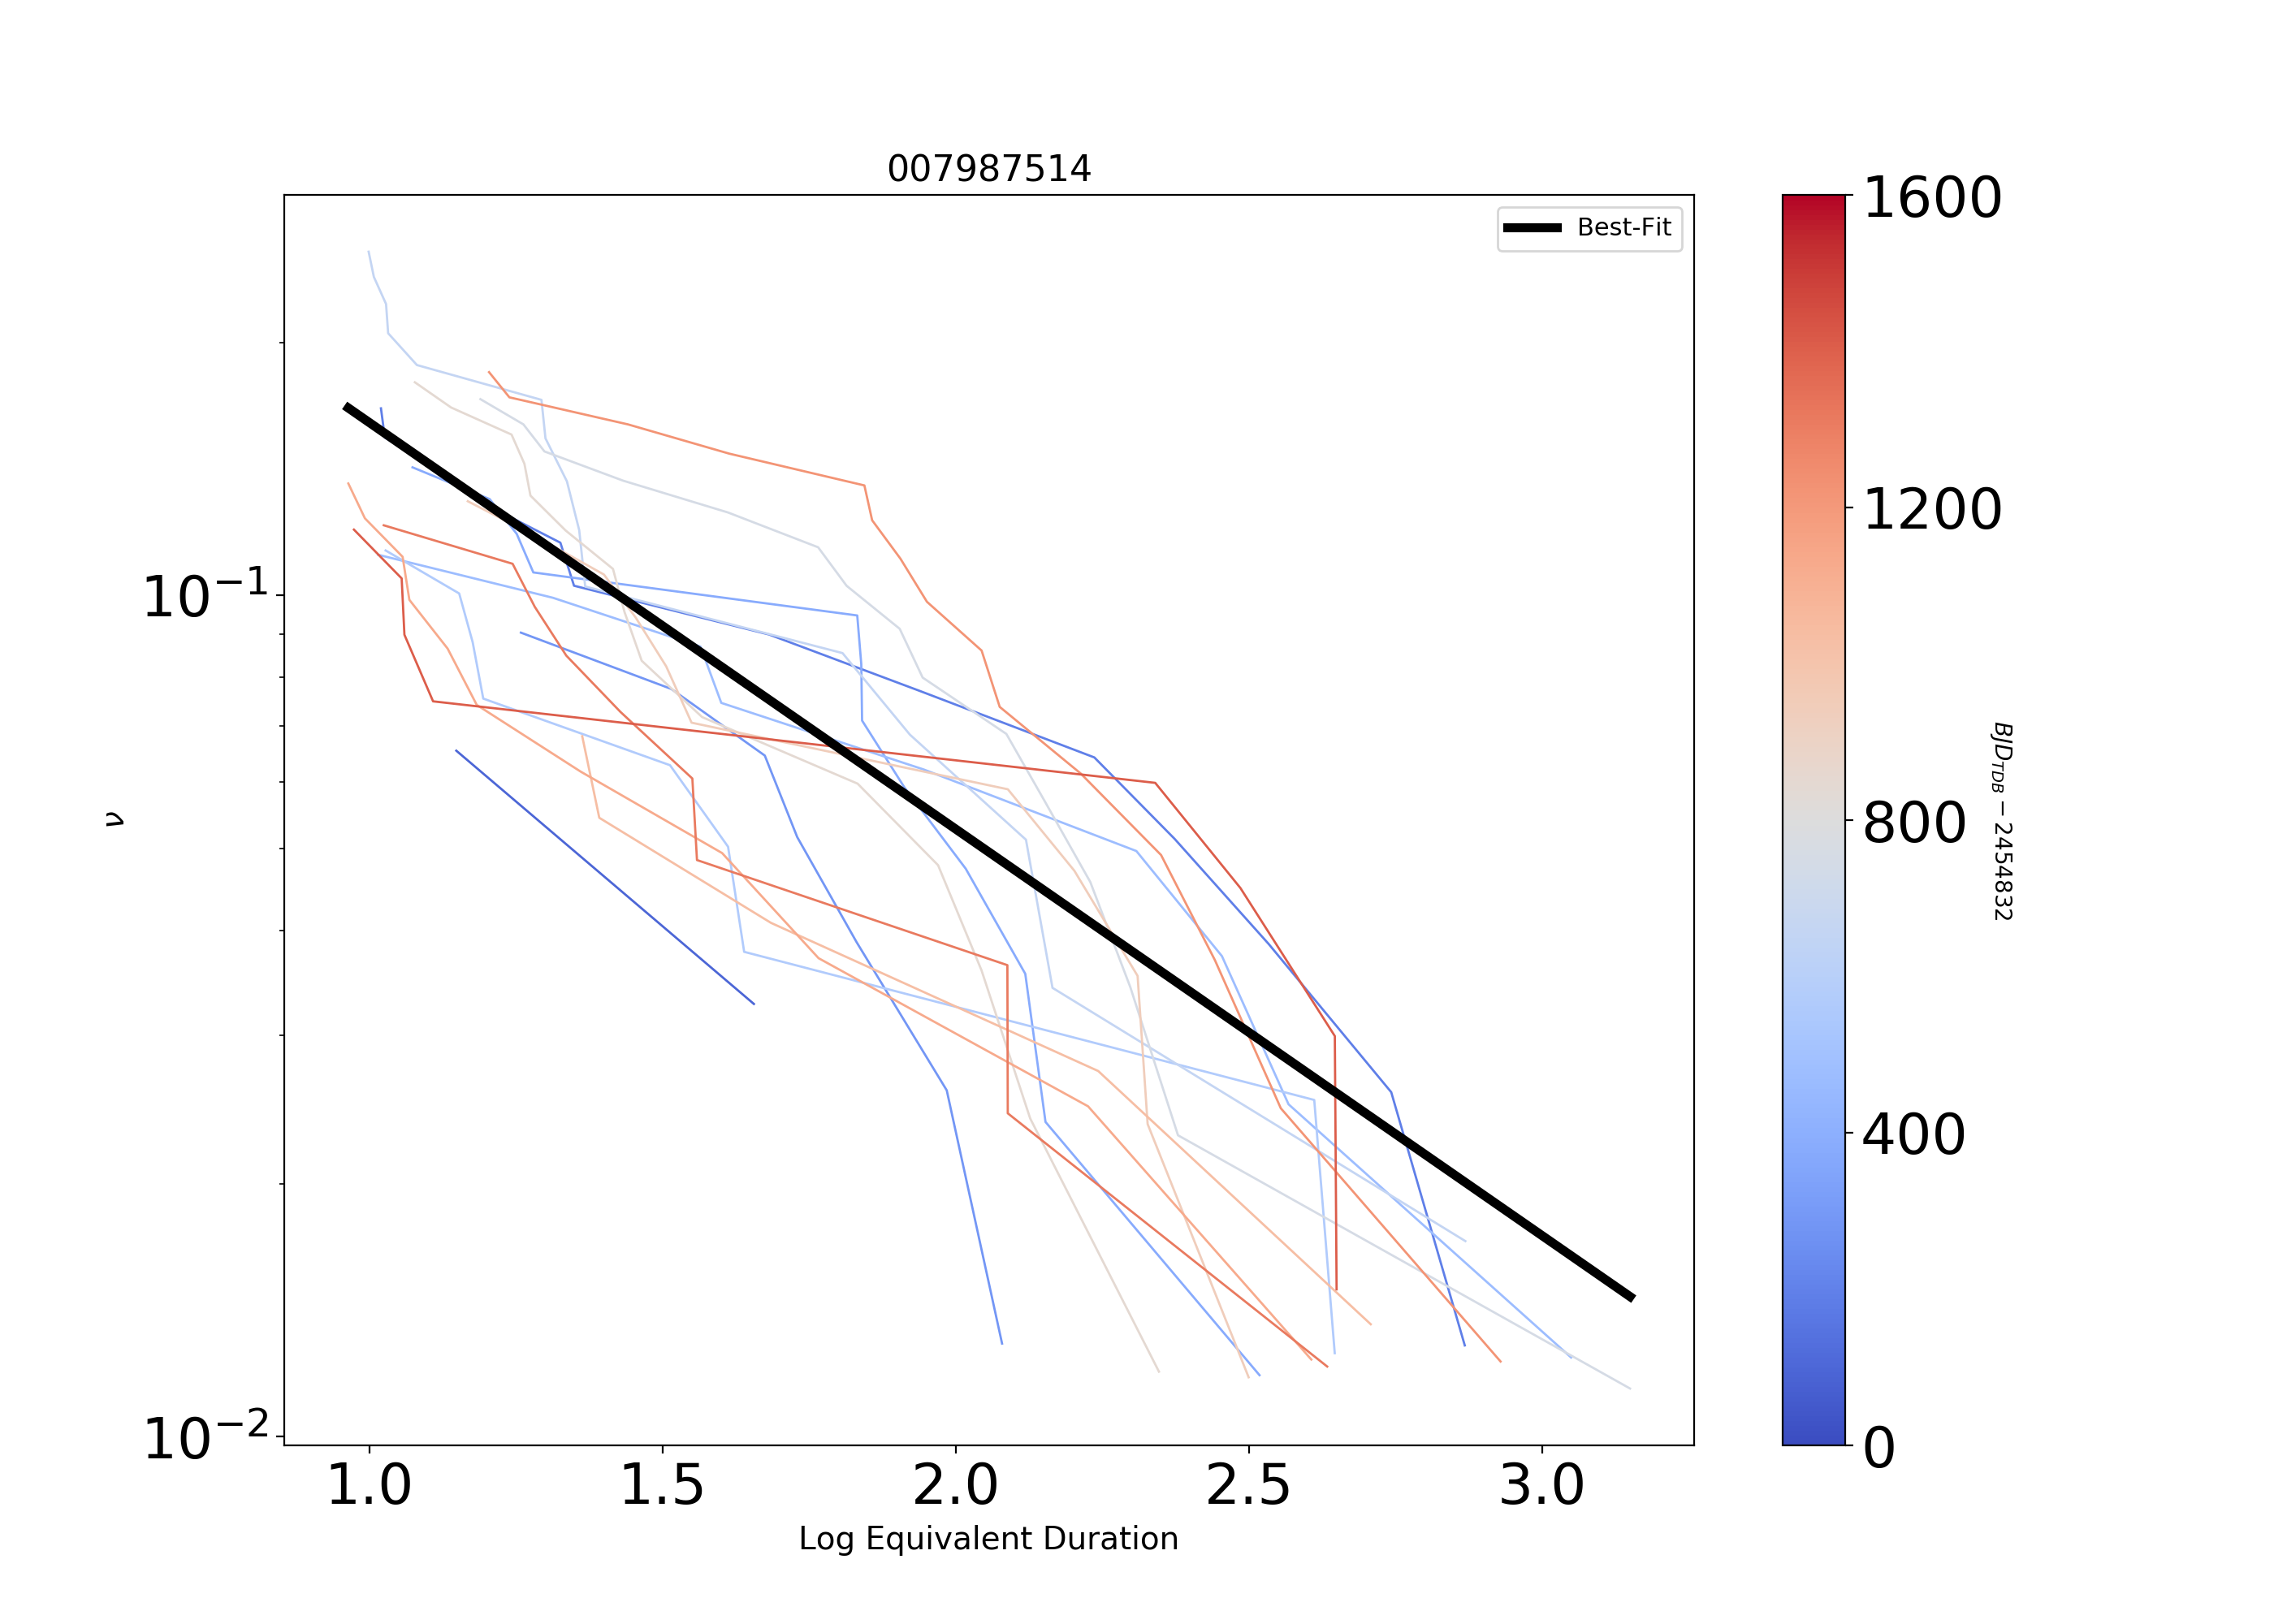 007987514
Best-Fit
ν
10⁻¹
10⁻²
1.0 1.5 2.0 2.5 3.0
Log Equivalent Duration
1600
1200
800
400
0
BJD_TDB − 2454832